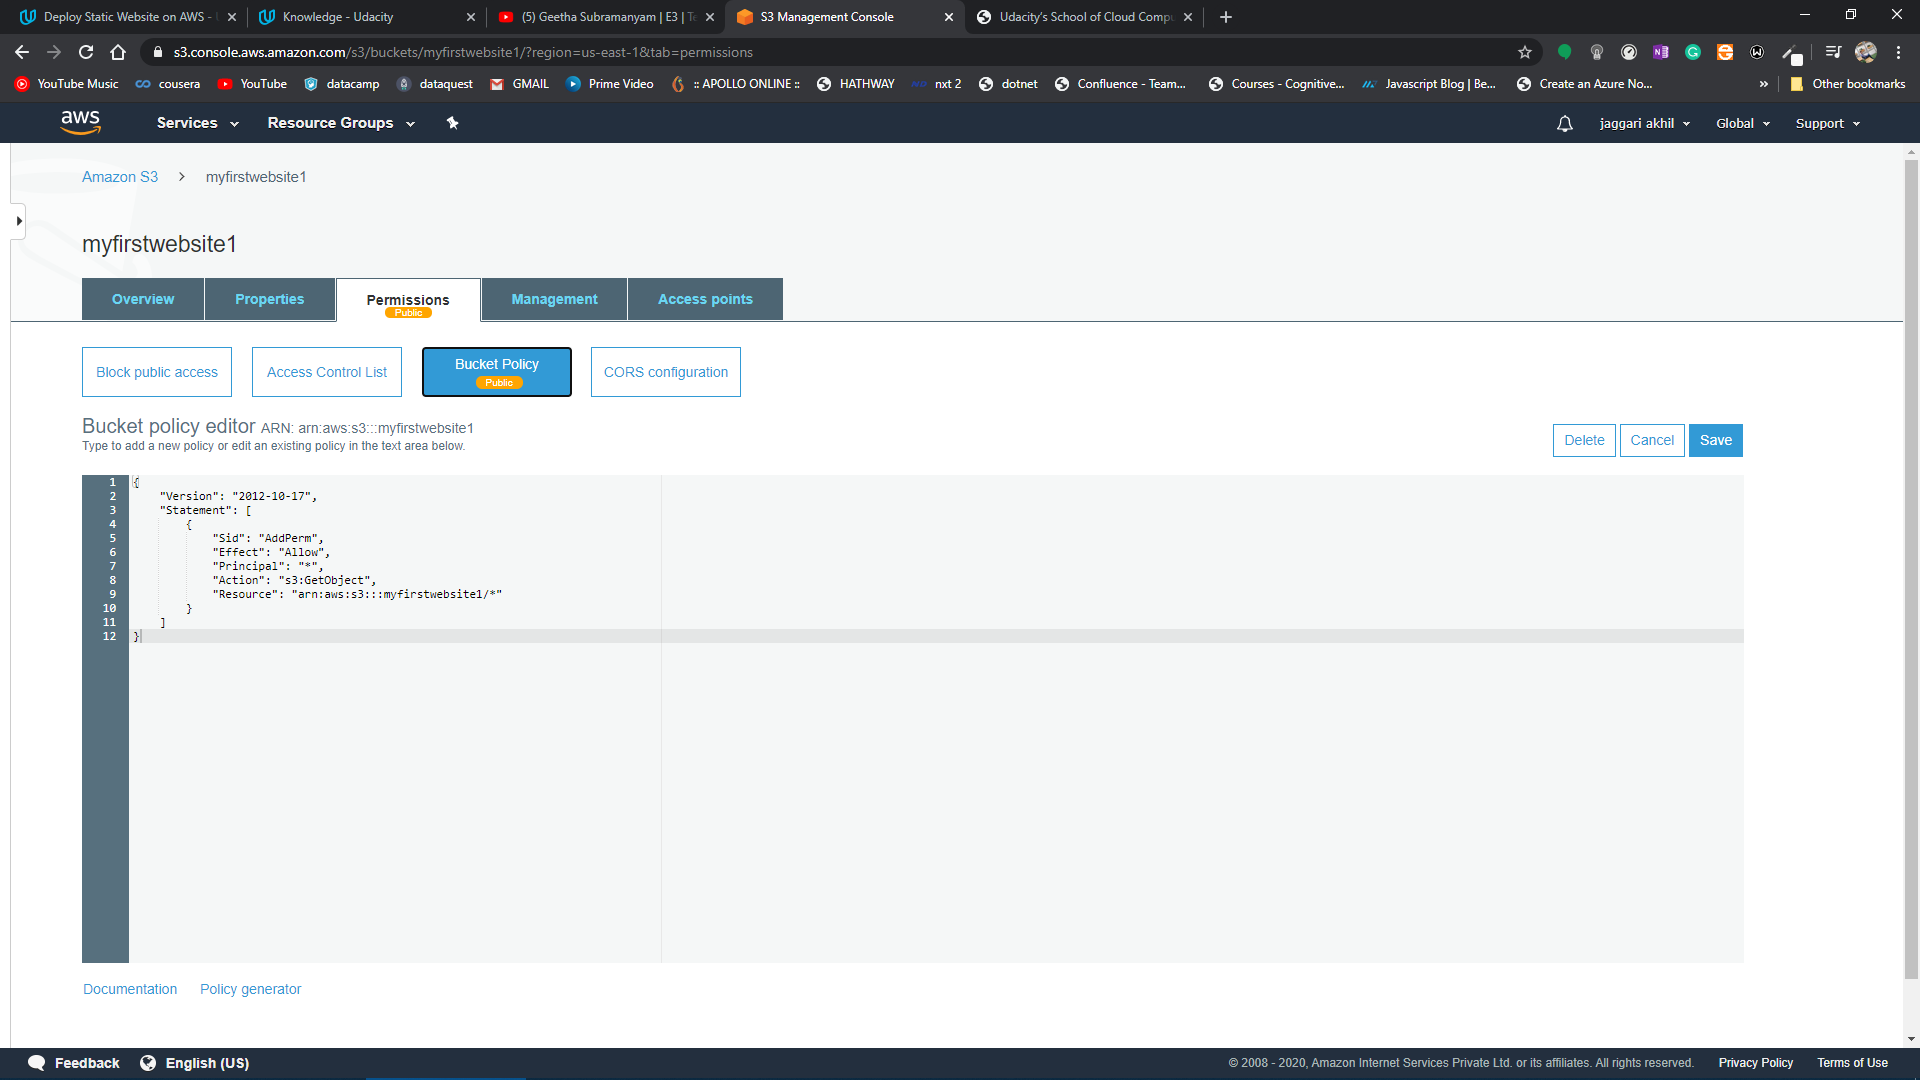 Deploy Static Website on AWS -
Knowledge - Udacity
(5) Geetha Subramanyam | E3 | Te
S3 Management Console
Udacity's School of Cloud Compu
s3.console.aws.amazon.com/s3/buckets/myfirstwebsite1/?region=us-east-1&tab=permissions
YouTube Music
cousera
YouTube
datacamp
dataquest
GMAIL
Prime Video
:: APOLLO ONLINE ::
HATHWAY
nxt 2
dotnet
Confluence - Team...
Courses - Cognitive...
Javascript Blog | Be...
Create an Azure No...
»
Other bookmarks
aws
Services
Resource Groups
jaggari akhil
Global
Support
Amazon S3 > myfirstwebsite1
myfirstwebsite1
Overview
Properties
Permissions
Public
Management
Access points
Block public access
Access Control List
Bucket Policy
Public
CORS configuration
Bucket policy editor ARN: arn:aws:s3:::myfirstwebsite1
Type to add a new policy or edit an existing policy in the text area below.
Delete
Cancel
Save
1 {
2 "Version": "2012-10-17",
3 "Statement": [
4 {
5 "Sid": "AddPerm",
6 "Effect": "Allow",
7 "Principal": "*",
8 "Action": "s3:GetObject",
9 "Resource": "arn:aws:s3:::myfirstwebsite1/*"
10 }
11 ]
12 }
Documentation
Policy generator
Feedback
English (US)
© 2008 - 2020, Amazon Internet Services Private Ltd. or its affiliates. All rights reserved.
Privacy Policy
Terms of Use